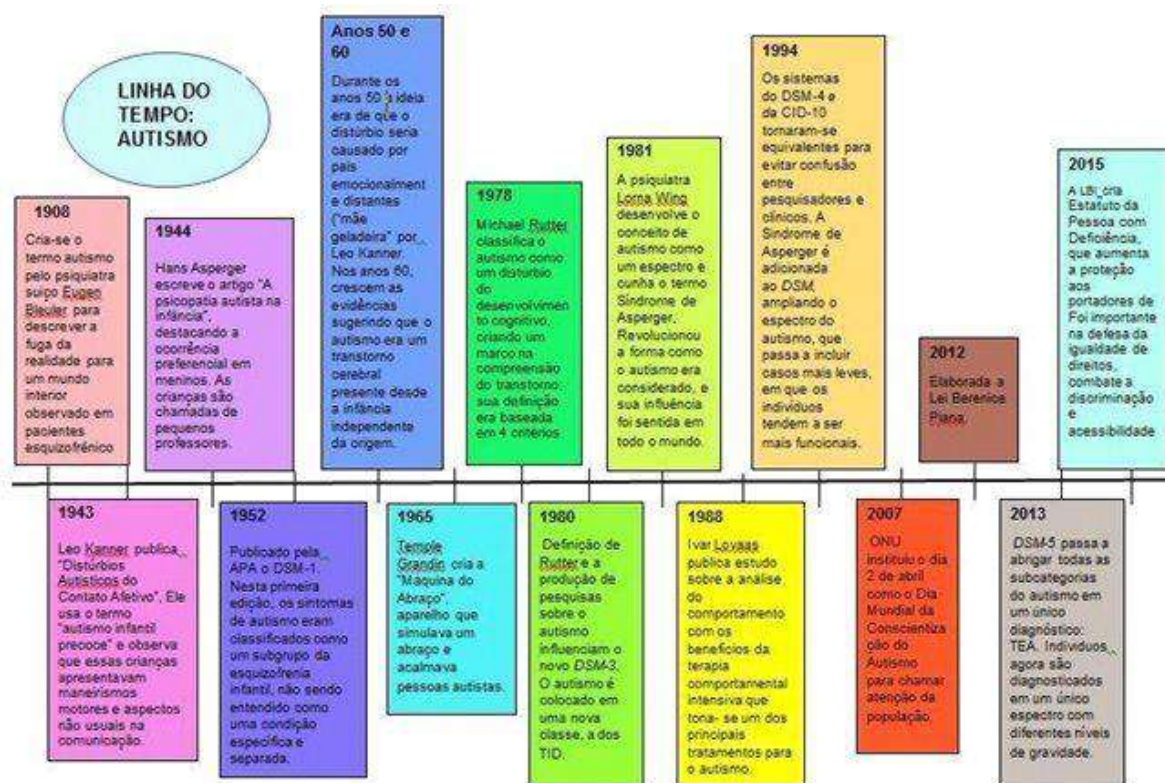 LINHA DO
TEMPO:
AUTISMO
1908
Cria-se o
termo autismo
pelo psiquiatra
suiço Eugen
Bleuler para
descrever a
fuga da
realidade para
um mundo
interior
observado em
pacientes
esquizofrênico
1943
Leo Kanner publica
"Distúrbios
Autísticos do
Contato Afetivo". Ele
usa o termo
"autismo infantil
precoce" e observa
que essas crianças
apresentavam
maneirismos
motores e aspectos
não usuais na
comunicação.
1944
Hans Asperger
escreve o artigo "A
psicopatia autista na
infância",
destacando a
ocorrência
preferencial em
meninos. As
crianças são
chamadas de
pequenos
professores.
1952
Publicado pela
APA o DSM-1.
Nesta primeira
edição, os sintomas
de autismo eram
classificados como
um subgrupo da
esquizofrenia
infantil, não sendo
entendido como
uma condição
específica e
separada.
Anos 50 e
60
Durante os
anos 50 a ideia
era de que o
distúrbio seria
causado por
pais
emocionalment
e distantes
("mãe
geladeira" por
Leo Kanner.
Nos anos 60,
crescem as
evidências
sugerindo que o
autismo era um
transtorno
cerebral
presente desde
a infância
independente
da origem.
1965
Temple
Grandin cria a
"Maquina do
Abraço",
aparelho que
simulava um
abraço e
acalmava
pessoas autistas.
1978
Michael Rutter
classifica o
autismo como
um distúrbio
do
desenvolvimen
to cognitivo,
criando um
marco na
compreensão
do transtorno,
sua definição
era baseada
em 4 critérios
1980
Definição de
Rutter e a
produção de
pesquisas
sobre o
autismo
influenciam o
novo DSM-3.
O autismo é
colocado em
uma nova
classe, a dos
TID.
1981
A psiquiatra
Lorna Wing
desenvolve o
conceito de
autismo como
um espectro e
cunha o termo
Síndrome de
Asperger.
Revolucionou
a forma como
o autismo era
considerado, e
sua influência
foi sentida em
todo o mundo.
1988
Ivar Lovaas
publica estudo
sobre a análise
do
comportamento
com os
benefícios da
terapia
comportamental
intensiva que
tona- se um dos
principais
tratamentos para
o autismo.
1994
Os sistemas
do DSM-4 e
da CID-10
tornaram-se
equivalentes para
evitar confusão
entre
pesquisadores e
clínicos. A
Síndrome de
Asperger é
adicionada
ao DSM,
ampliando o
espectro do
autismo, que
passa a incluir
casos mais leves,
em que os
indivíduos
tendem a ser
mais funcionais.
2007
ONU
instituiu o dia
2 de abril
como o Dia
Mundial da
Conscientiza
ção do
Autismo
para chamar
atenção da
população.
2012
Elaborada a
Lei Berenice
Piana.
2013
DSM-5 passa a
abrigar todas as
subcategorias
do autismo em
um único
diagnóstico:
TEA. Indivíduos
agora são
diagnosticados
em um único
espectro com
diferentes níveis
de gravidade.
2015
A LBI cria
Estatuto da
Pessoa com
Deficiência,
que aumenta
a proteção
aos
portadores de
Foi importante
na defesa da
igualdade de
direitos,
combate a
discriminação
e
acessibilidade